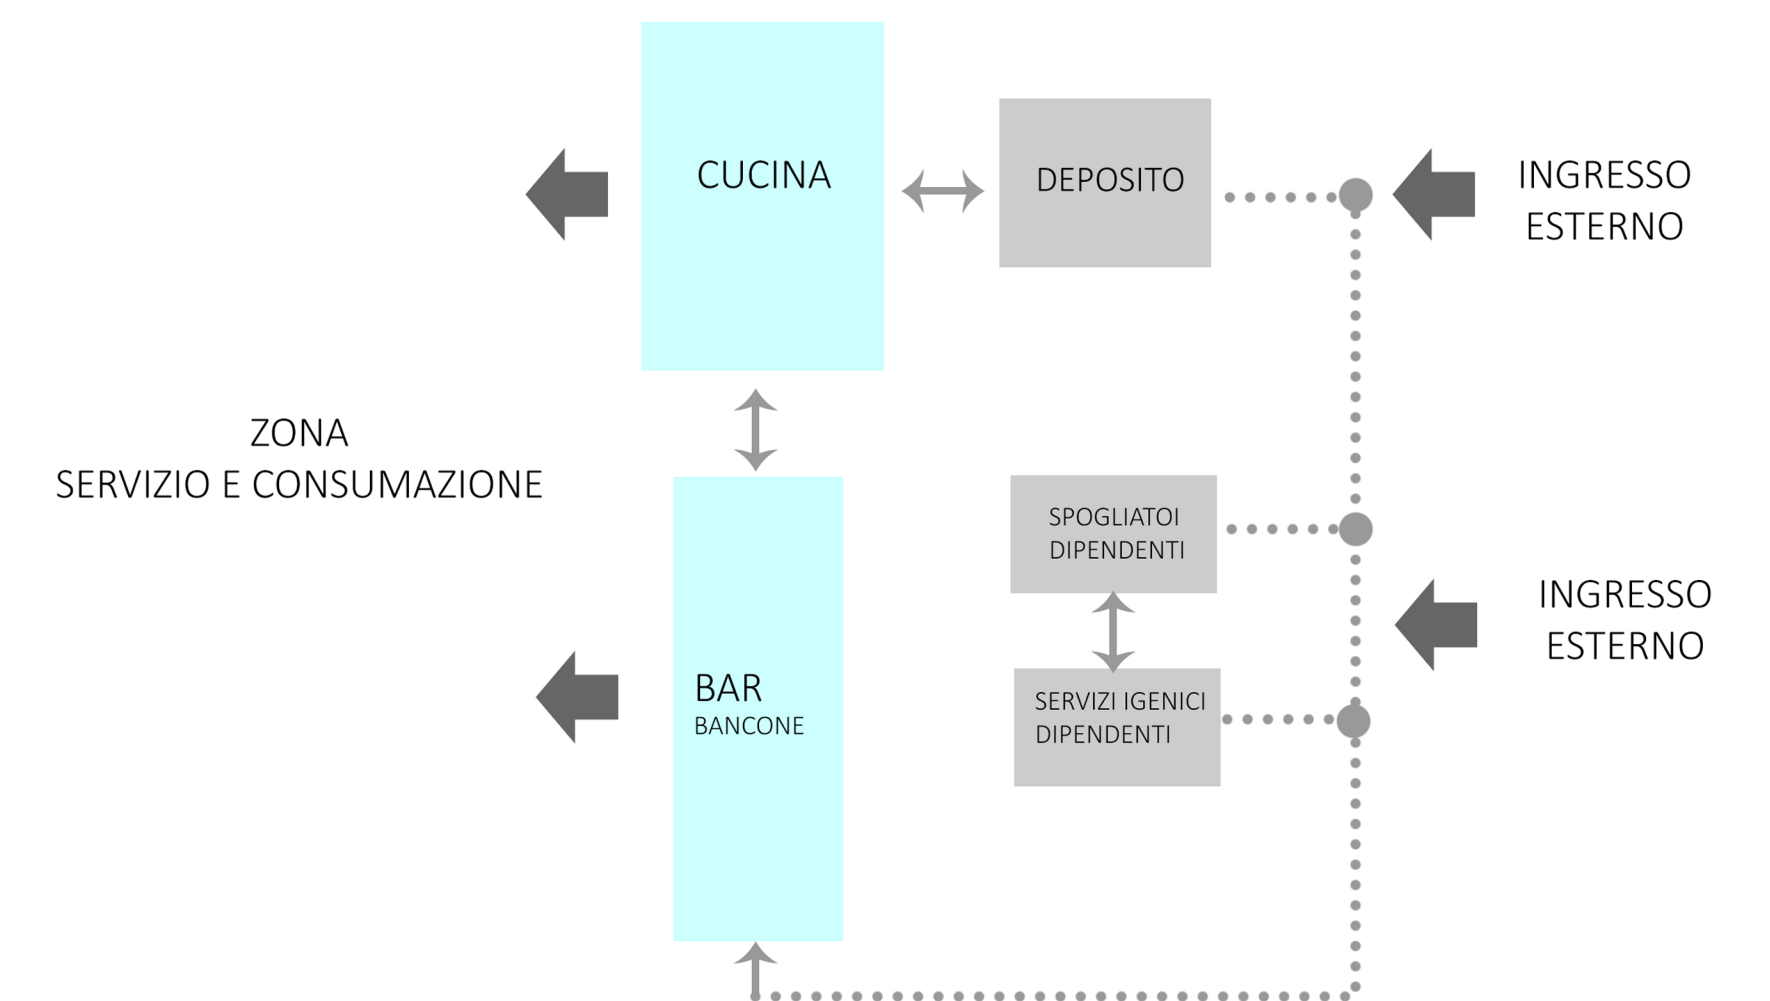 CUCINA
DEPOSITO
INGRESSO
ESTERNO
ZONA
SERVIZIO E CONSUMAZIONE
SPOGLIATOI
DIPENDENTI
INGRESSO
ESTERNO
BAR
BANCONE
SERVIZI IGENICI
DIPENDENTI